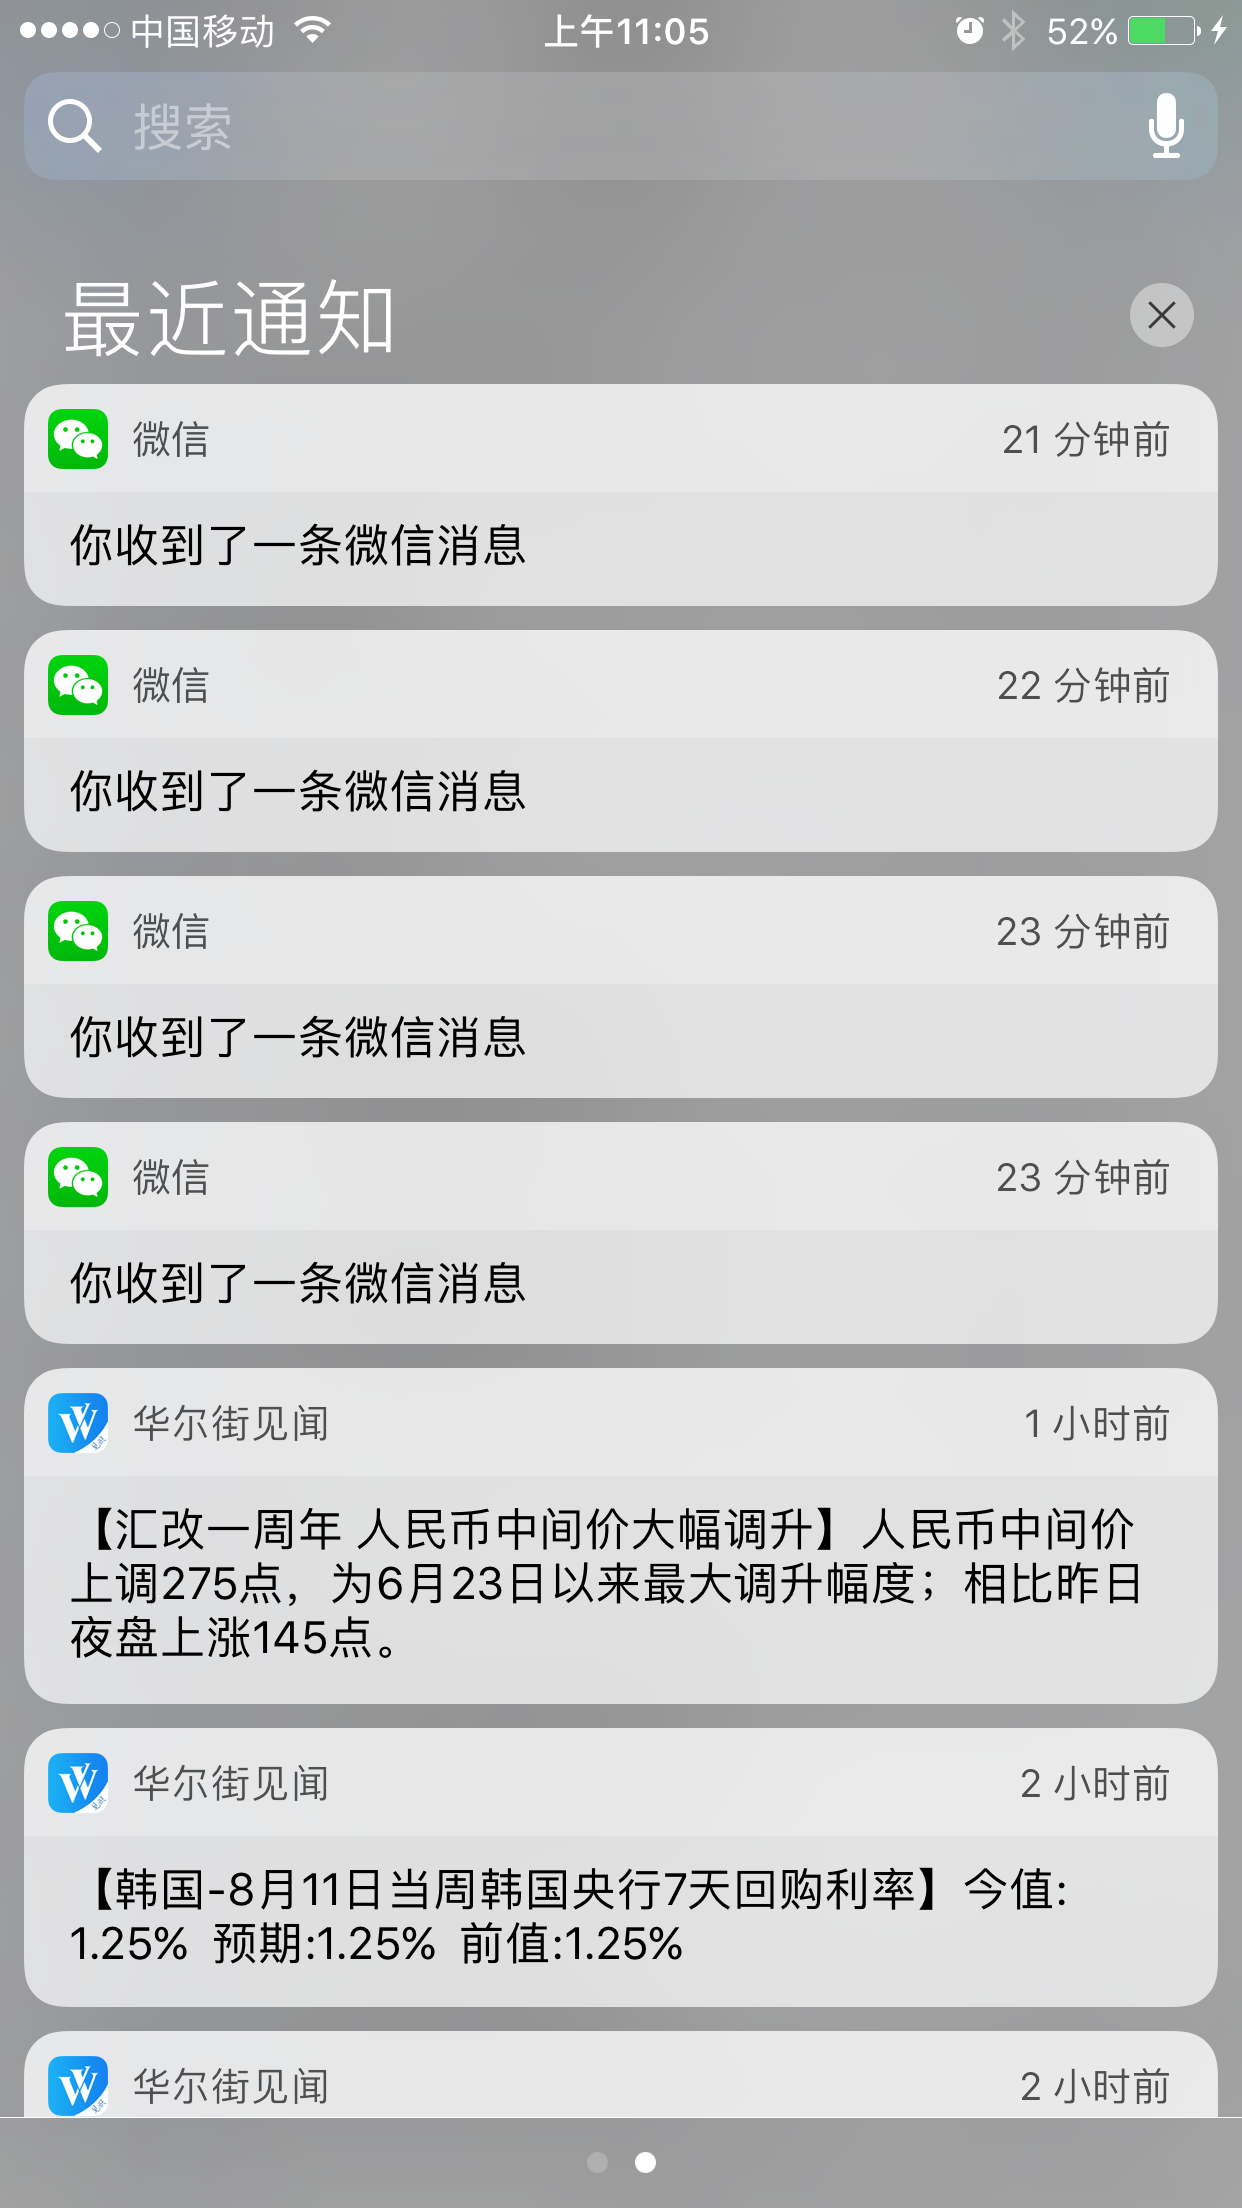 中国移动 上午11:05 52%
搜索
最近通知
微信 21 分钟前
你收到了一条微信消息
微信 22 分钟前
你收到了一条微信消息
微信 23 分钟前
你收到了一条微信消息
微信 23 分钟前
你收到了一条微信消息
华尔街见闻 1 小时前
【汇改一周年 人民币中间价大幅调升】人民币中间价
上调275点，为6月23日以来最大调升幅度；相比昨日
夜盘上涨145点。
华尔街见闻 2 小时前
【韩国-8月11日当周韩国央行7天回购利率】今值:
1.25% 预期:1.25% 前值:1.25%
华尔街见闻 2 小时前